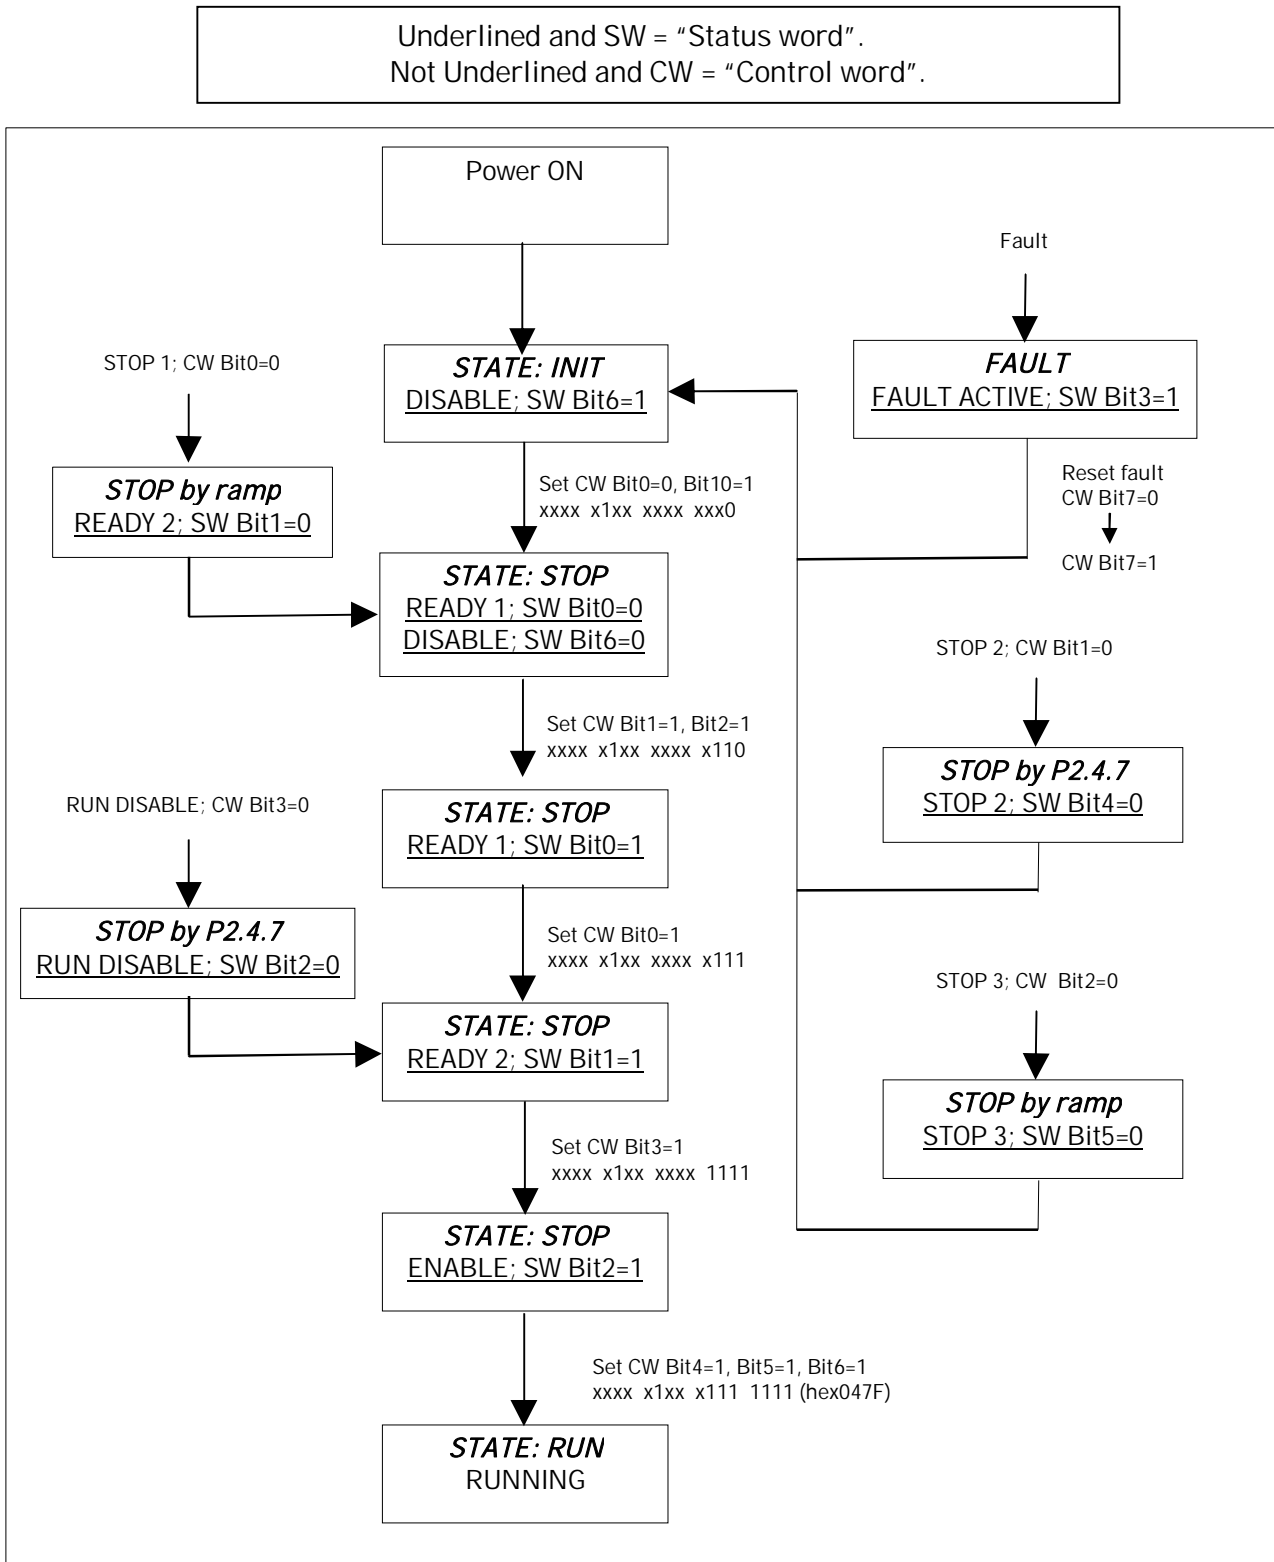 Underlined and SW = “Status word”.
Not Underlined and CW = “Control word”.
Power ON
Fault
STATE: INIT
DISABLE; SW Bit6=1
FAULT
FAULT ACTIVE; SW Bit3=1
STOP 1; CW Bit0=0
STOP by ramp
READY 2; SW Bit1=0
Set CW Bit0=0, Bit10=1
xxxx x1xx xxxx xxx0
Reset fault
CW Bit7=0
CW Bit7=1
STATE: STOP
READY 1; SW Bit0=0
DISABLE; SW Bit6=0
STOP 2; CW Bit1=0
Set CW Bit1=1, Bit2=1
xxxx x1xx xxxx x110
STOP by P2.4.7
STOP 2; SW Bit4=0
RUN DISABLE; CW Bit3=0
STATE: STOP
READY 1; SW Bit0=1
STOP by P2.4.7
RUN DISABLE; SW Bit2=0
Set CW Bit0=1
xxxx x1xx xxxx x111
STOP 3; CW Bit2=0
STATE: STOP
READY 2; SW Bit1=1
STOP by ramp
STOP 3; SW Bit5=0
Set CW Bit3=1
xxxx x1xx xxxx 1111
STATE: STOP
ENABLE; SW Bit2=1
Set CW Bit4=1, Bit5=1, Bit6=1
xxxx x1xx x111 1111 (hex047F)
STATE: RUN
RUNNING